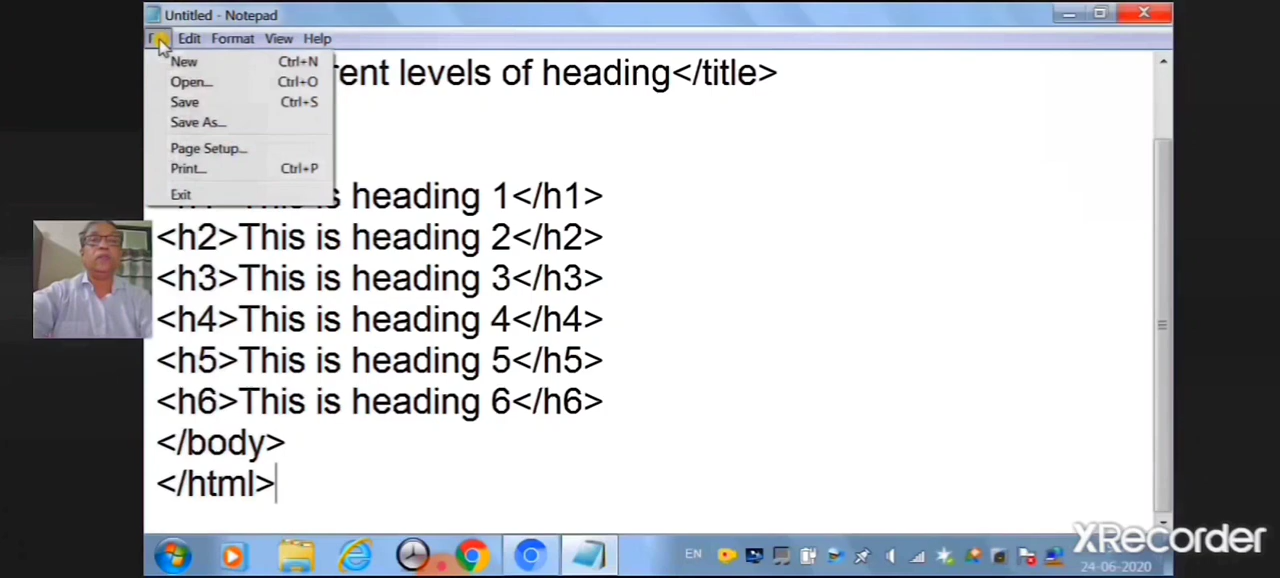 Untitled - Notepad
Edit Format View Help
New Ctrl+N
Open... Ctrl+O
Save Ctrl+S
Save As...
Page Setup...
Print... Ctrl+P
Exit
rent levels of heading</title>
This is heading 1</h1>
<h2>This is heading 2</h2>
<h3>This is heading 3</h3>
<h4>This is heading 4</h4>
<h5>This is heading 5</h5>
<h6>This is heading 6</h6>
</body>
</html>
EN
24-06-2020
XRecorder